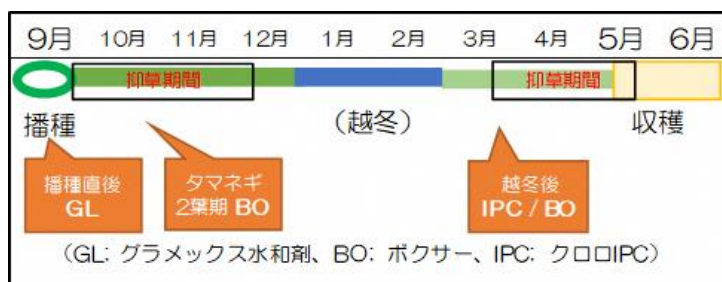 9月 10月 11月 12月 1月 2月 3月 4月 5月 6月
抑草期間 抑草期間
播種 (越冬) 収穫
播種直後
GL
タマネギ
2葉期 BO
越冬後
IPC / BO
(GL: グラメックス水和剤、BO: ボクサー、IPC: クロロIPC)